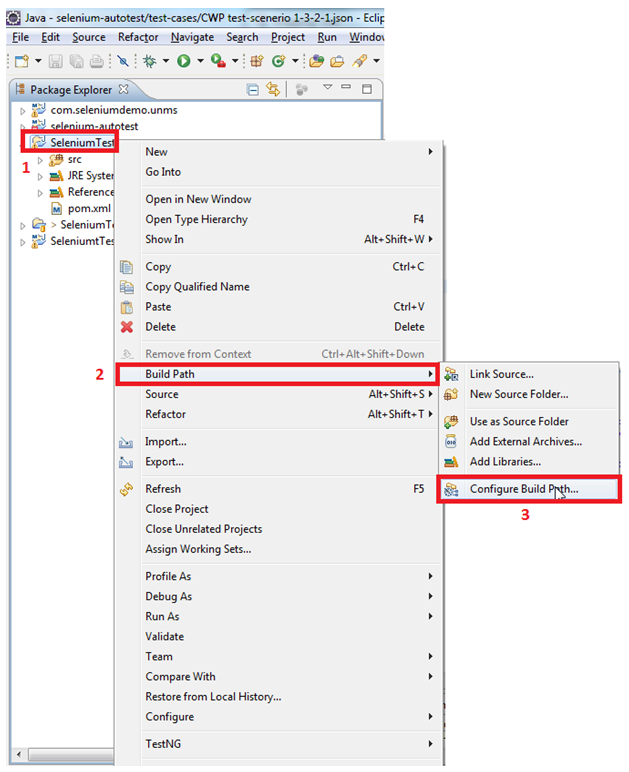 Java - selenium-autotest/test-cases/CWP test-scenerio 1-3-2-1.json - Eclip
File Edit Source Refactor Navigate Search Project Run Windo
Package Explorer
com.seleniumdemo.unms
selenium-autotest
SeleniumTest
1
src
JRE System
Reference
pom.xml
> SeleniumTe
SeleniumtTes
New
Go Into
Open in New Window
Open Type Hierarchy F4
Show In Alt+Shift+W
Copy Ctrl+C
Copy Qualified Name
Paste Ctrl+V
Delete Delete
Remove from Context Ctrl+Alt+Shift+Down
2
Build Path
Source Alt+Shift+S
Refactor Alt+Shift+T
Import...
Export...
Refresh F5
Close Project
Close Unrelated Projects
Assign Working Sets...
Profile As
Debug As
Run As
Validate
Team
Compare With
Restore from Local History...
Configure
TestNG
Link Source...
New Source Folder...
Use as Source Folder
Add External Archives...
Add Libraries...
Configure Build Path...
3